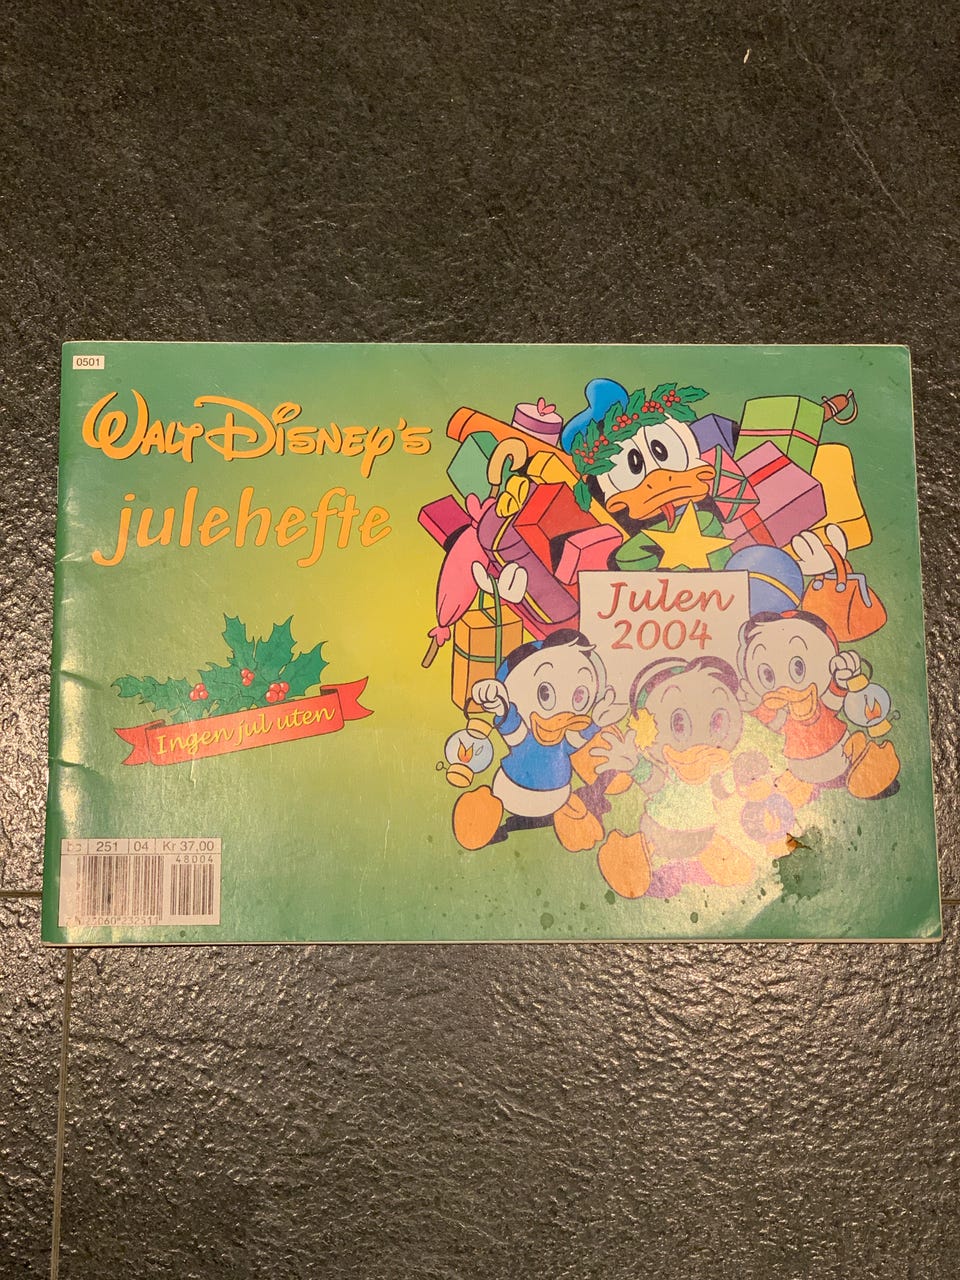 0501
WALT DISNEY'S
julehefte
Julen
2004
Ingen jul uten
251 04 Kr 37,00
48004